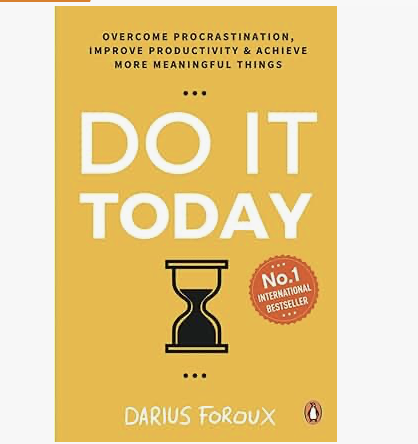 OVERCOME PROCRASTINATION,
IMPROVE PRODUCTIVITY & ACHIEVE
MORE MEANINGFUL THINGS
DO IT
TODAY
No.1
INTERNATIONAL
BESTSELLER
DARIUS FOROUX